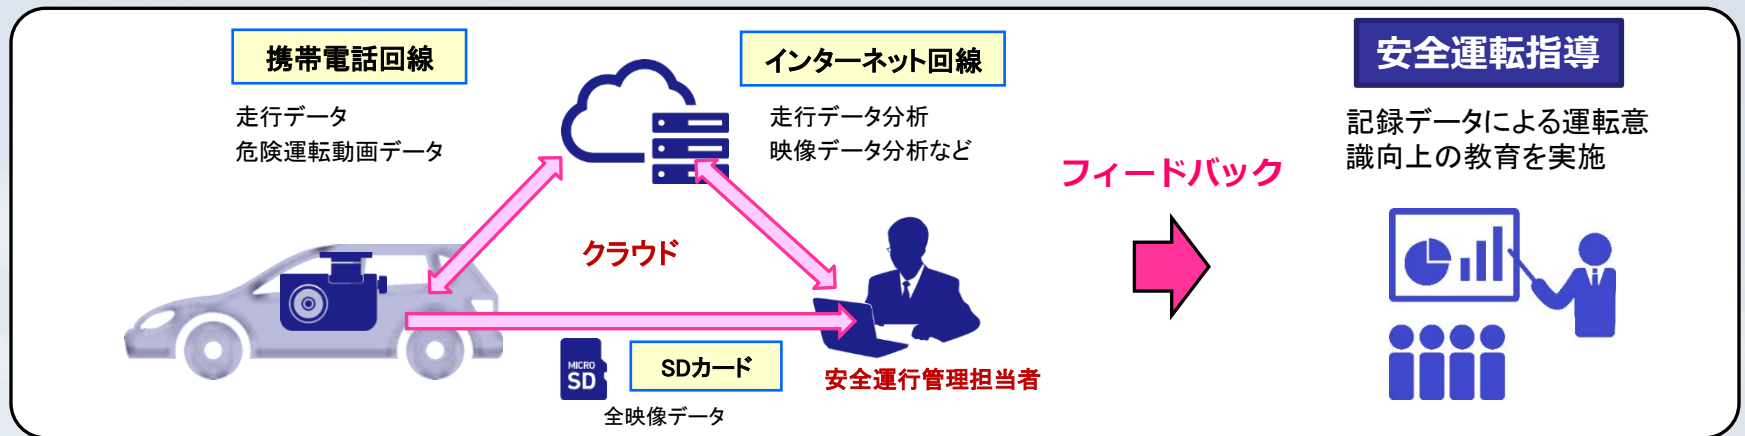 携帯電話回線
走行データ
危険運転動画データ
インターネット回線
走行データ分析
映像データ分析など
クラウド
MICRO
SD
SDカード
全映像データ
安全運行管理担当者
フィードバック
安全運転指導
記録データによる運転意
識向上の教育を実施